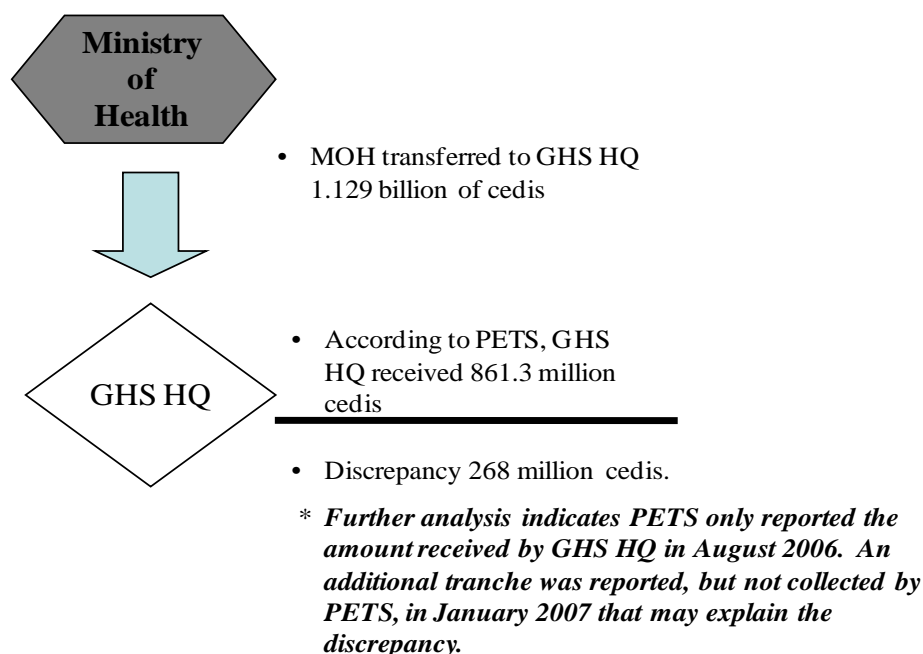 Ministry
of
Health
• MOH transferred to GHS HQ
1.129 billion of cedis
• According to PETS, GHS
HQ received 861.3 million
cedis
GHS HQ
• Discrepancy 268 million cedis.
* Further analysis indicates PETS only reported the
amount received by GHS HQ in August 2006. An
additional tranche was reported, but not collected by
PETS, in January 2007 that may explain the
discrepancy.